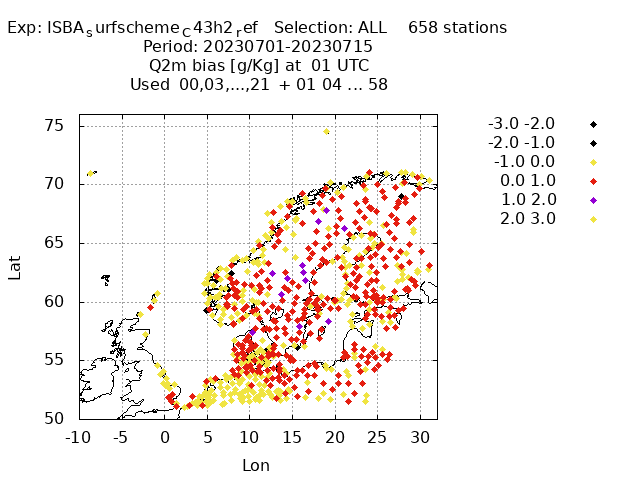 Exp: ISBAsurfschemeC43h2ref   Selection: ALL    658 stations
Period: 20230701-20230715
Q2m bias [g/Kg] at  01 UTC
Used  00,03,...,21  + 01 04 ... 58
-3.0 -2.0
-2.0 -1.0
-1.0 0.0
0.0 1.0
1.0 2.0
2.0 3.0
75
70
65
60
55
50
Lat
-10 -5 0 5 10 15 20 25 30
Lon